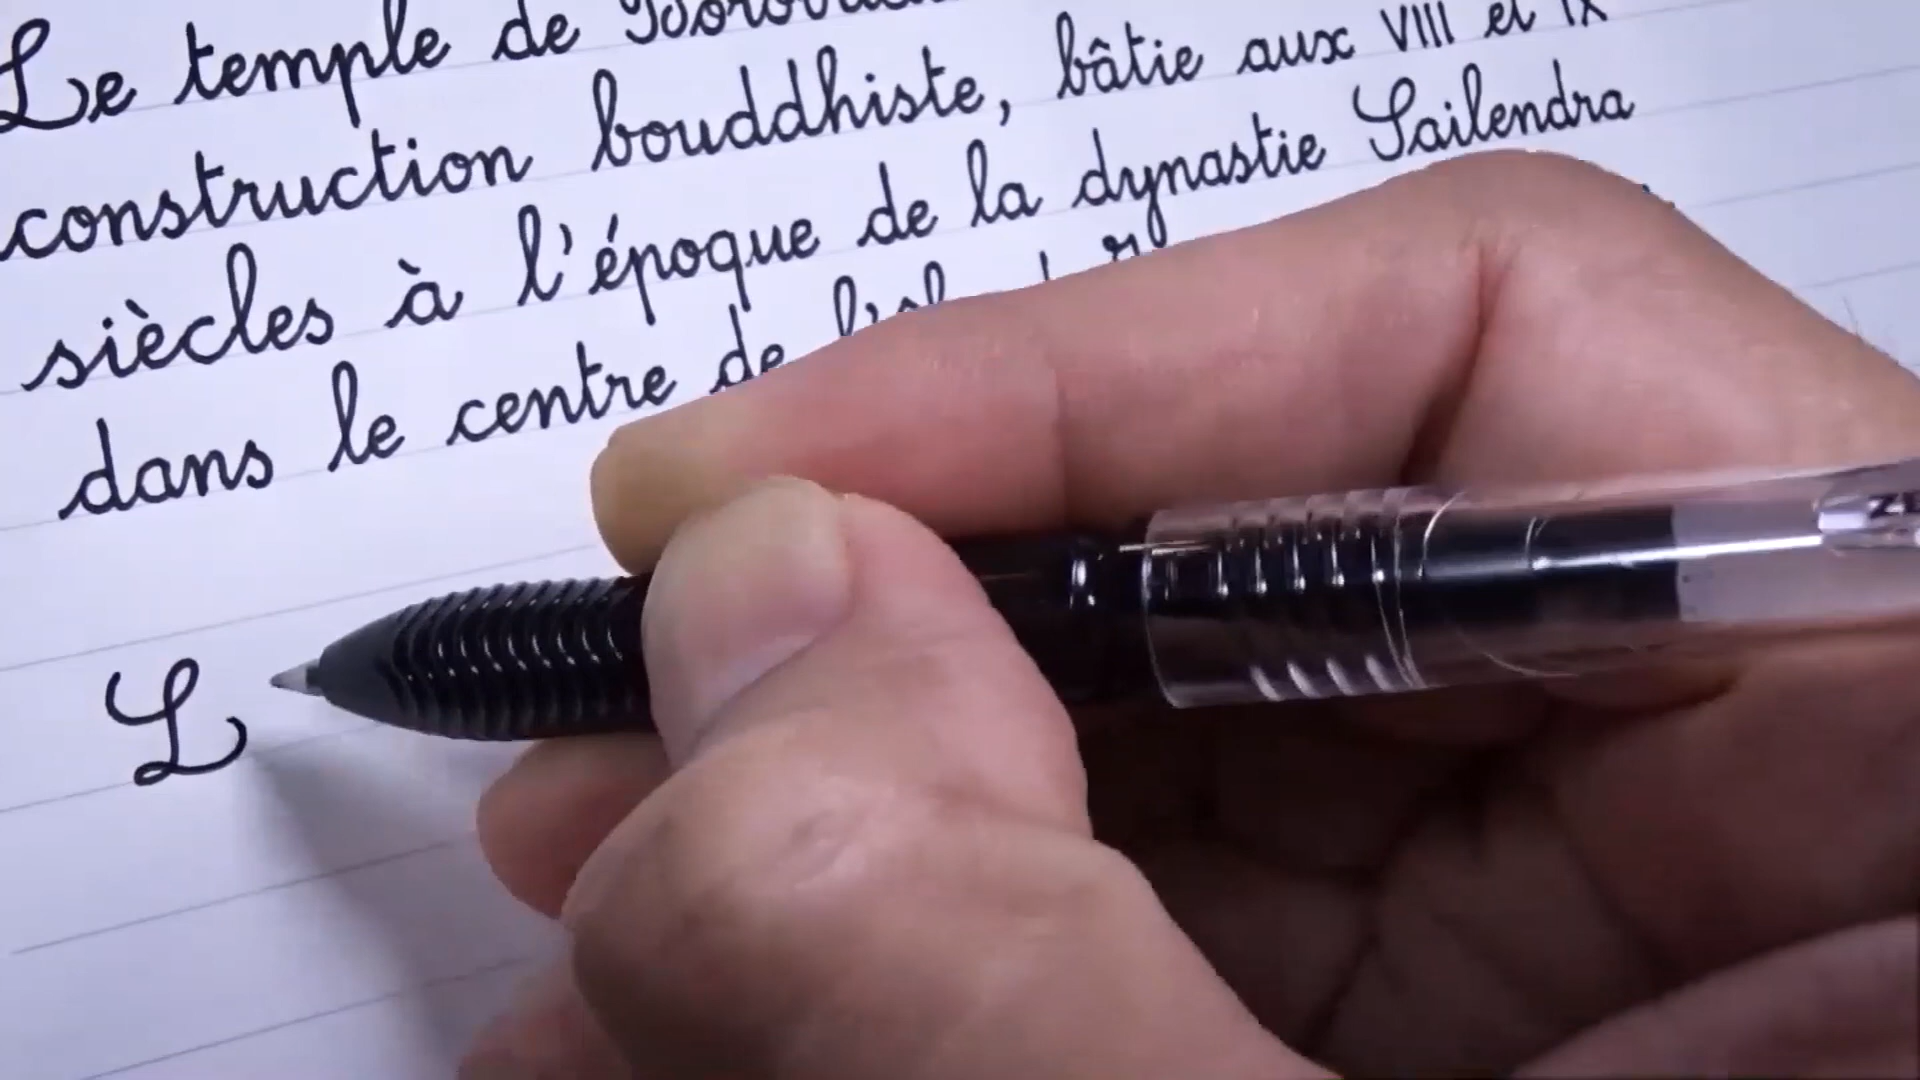 Le temple de
construction bouddhiste, bâtie aux VIII et IX
siècles à l'époque de la dynastie Sailendra
dans le centre de
L